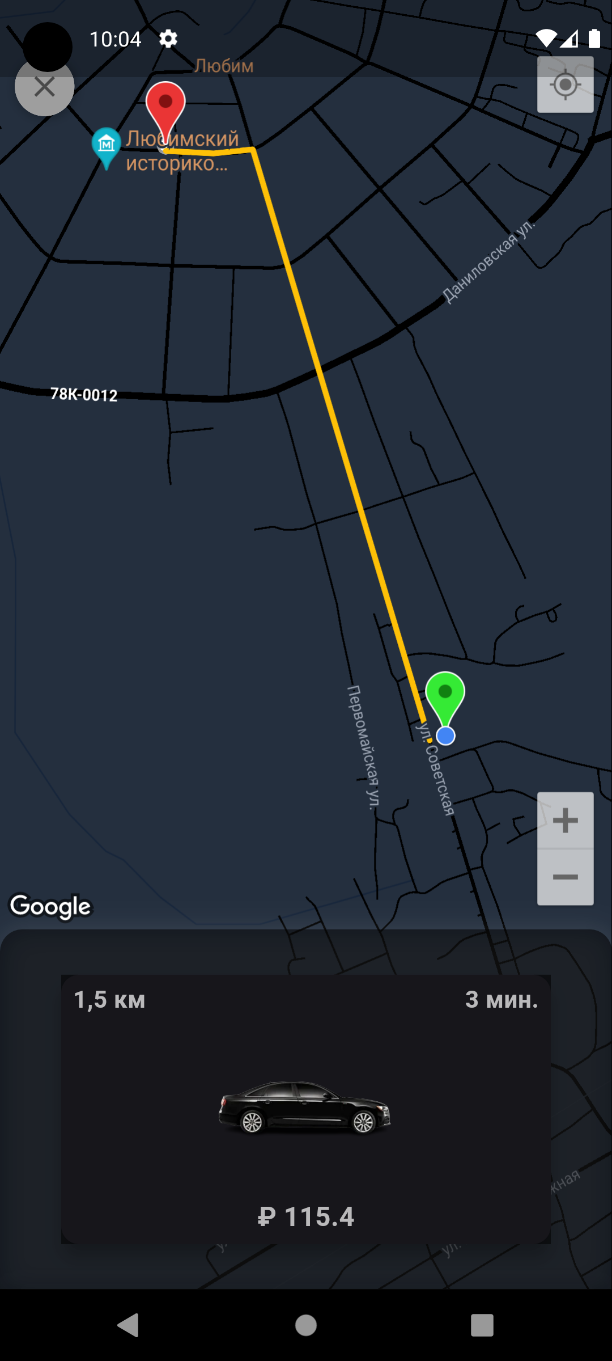 10:04
Любим
Любимский
историко...
Даниловская ул.
78К-0012
Первомайская ул.
ул. Советская
+
−
Google
1,5 км
3 мин.
₽ 115.4